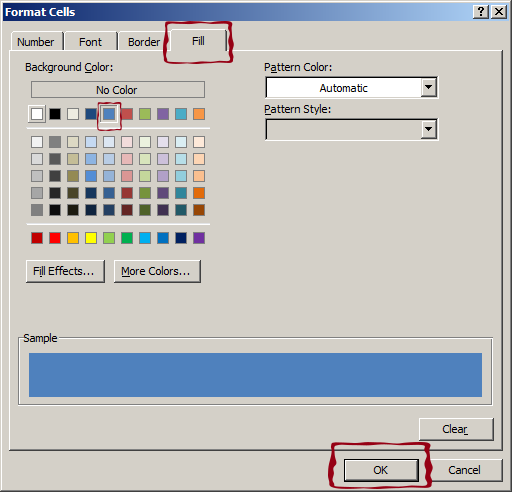 Format Cells
Number Font Border Fill
Background Color:
No Color
Pattern Color:
Automatic
Pattern Style:
Fill Effects...
More Colors...
Sample
Clear
OK
Cancel